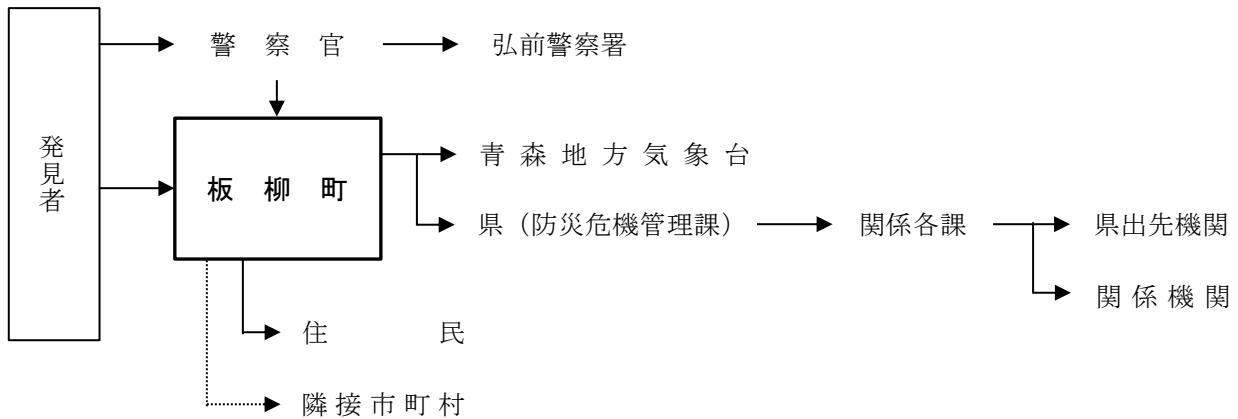 発見者
警察官
弘前警察署
板柳町
青森地方気象台
県（防災危機管理課）
関係各課
県出先機関
関係機関
住民
隣接市町村